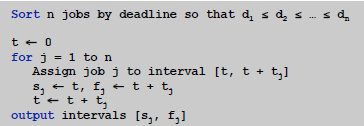 Sort n jobs by deadline so that d₁ ≤ d₂ ≤ … ≤ dₙ
t ← 0
for j = 1 to n
Assign job j to interval [t, t + tⱼ]
sⱼ ← t, fⱼ ← t + tⱼ
t ← t + tⱼ
output intervals [sⱼ, fⱼ]